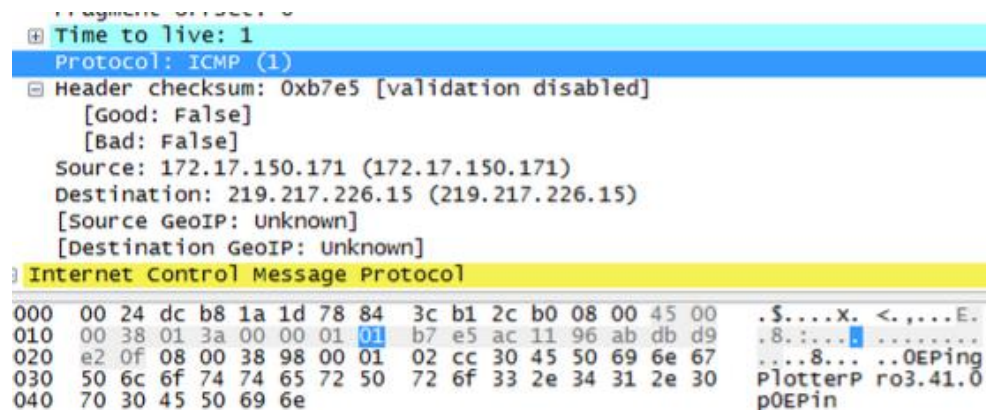 Fragment offset: 0
Time to live: 1
Protocol: ICMP (1)
Header checksum: 0xb7e5 [validation disabled]
[Good: False]
[Bad: False]
Source: 172.17.150.171 (172.17.150.171)
Destination: 219.217.226.15 (219.217.226.15)
[Source GeoIP: Unknown]
[Destination GeoIP: Unknown]
Internet Control Message Protocol
000 00 24 dc b8 1a 1d 78 84 3c b1 2c b0 08 00 45 00 .$....x. <.,...E.
010 00 38 01 3a 00 00 01 01 b7 e5 ac 11 96 ab db d9 .8.:.... ........
020 e2 0f 08 00 38 98 00 01 02 cc 30 45 50 69 6e 67 ....8... ..0EPing
030 50 6c 6f 74 74 65 72 50 72 6f 33 2e 34 31 2e 30 PlotterP ro3.41.0
040 70 30 45 50 69 6e p0EPin